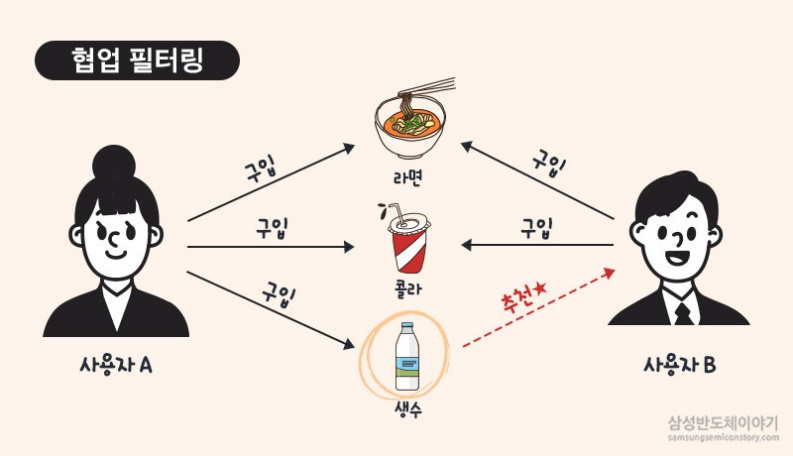 협업 필터링
구입
라면
구입
구입
구입
콜라
구입
추천★
사용자 A
생수
사용자 B
삼성반도체이야기
samsungsemiconstory.com